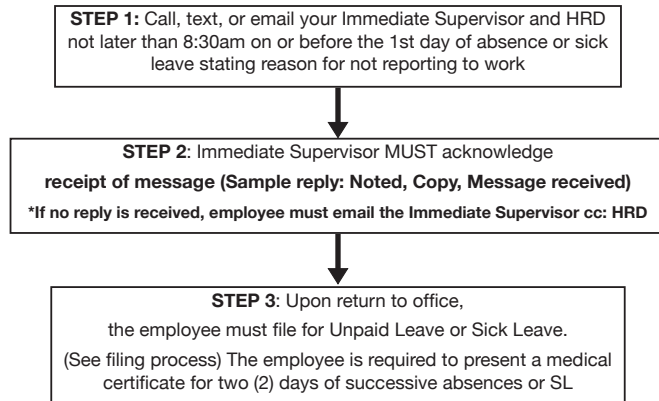 STEP 1: Call, text, or email your Immediate Supervisor and HRD
not later than 8:30am on or before the 1st day of absence or sick
leave stating reason for not reporting to work
STEP 2: Immediate Supervisor MUST acknowledge
receipt of message (Sample reply: Noted, Copy, Message received)
*If no reply is received, employee must email the Immediate Supervisor cc: HRD
STEP 3: Upon return to office,
the employee must file for Unpaid Leave or Sick Leave.
(See filing process) The employee is required to present a medical
certificate for two (2) days of successive absences or SL